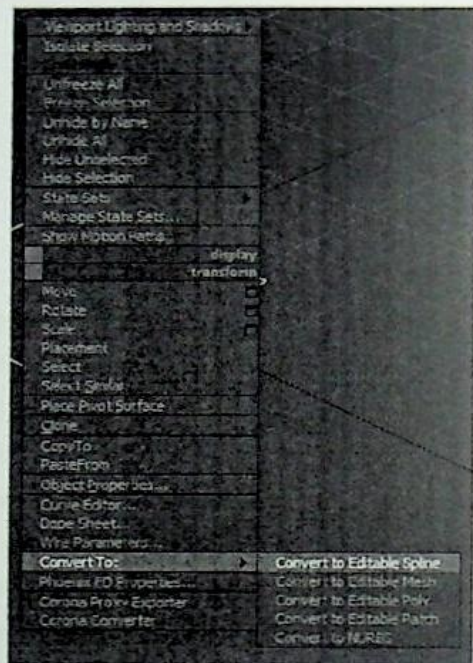 Viewport Lighting and Shadows
Isolate Selection
Unfreeze All
Freeze Selection
Unhide by Name
Unhide All
Hide Unselected
Hide Selection
State Sets
Manage State Sets...
Show Motion Paths
display
transform
Move
Rotate
Scale
Placement
Select
Select Similar
Place Pivot Surface
Clone
CopyTo
PasteFrom
Object Properties...
Curve Editor...
Dope Sheet...
Wire Parameters...
Convert To:
Convert to Editable Spline
Convert to Editable Mesh
Convert to Editable Poly
Convert to Editable Patch
Convert to NURBS
Phoenix FD Properties...
Corona Proxy Exporter
Corona Converter